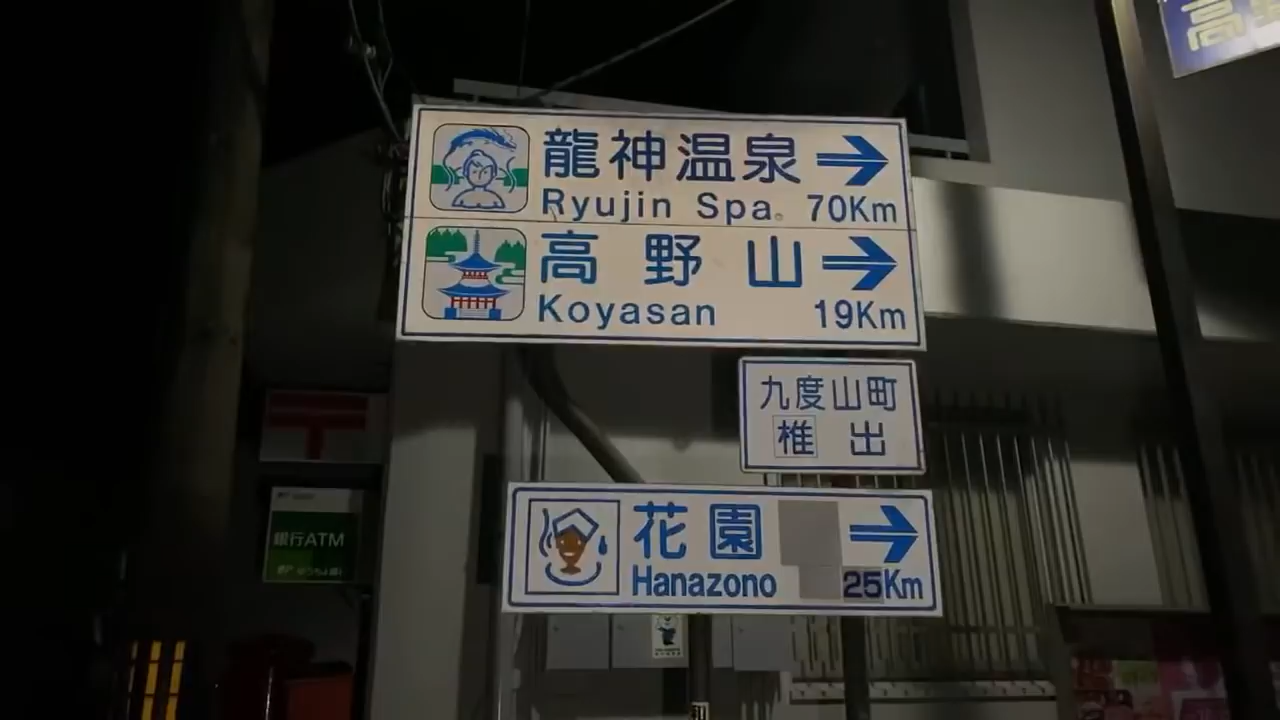 高野
龍神温泉
Ryujin Spa. 70Km
高野山
Koyasan 19Km
九度山町
椎出
花園
Hanazono 25Km
銀行ATM